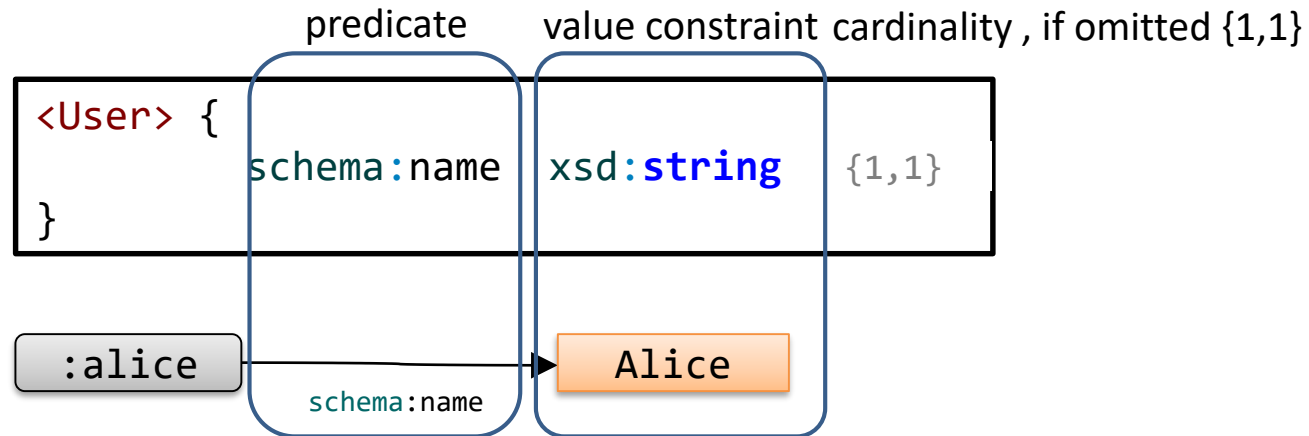 predicate value constraint cardinality , if omitted {1,1}
<User> {
schema:name xsd:string {1,1}
}
:alice Alice
schema:name